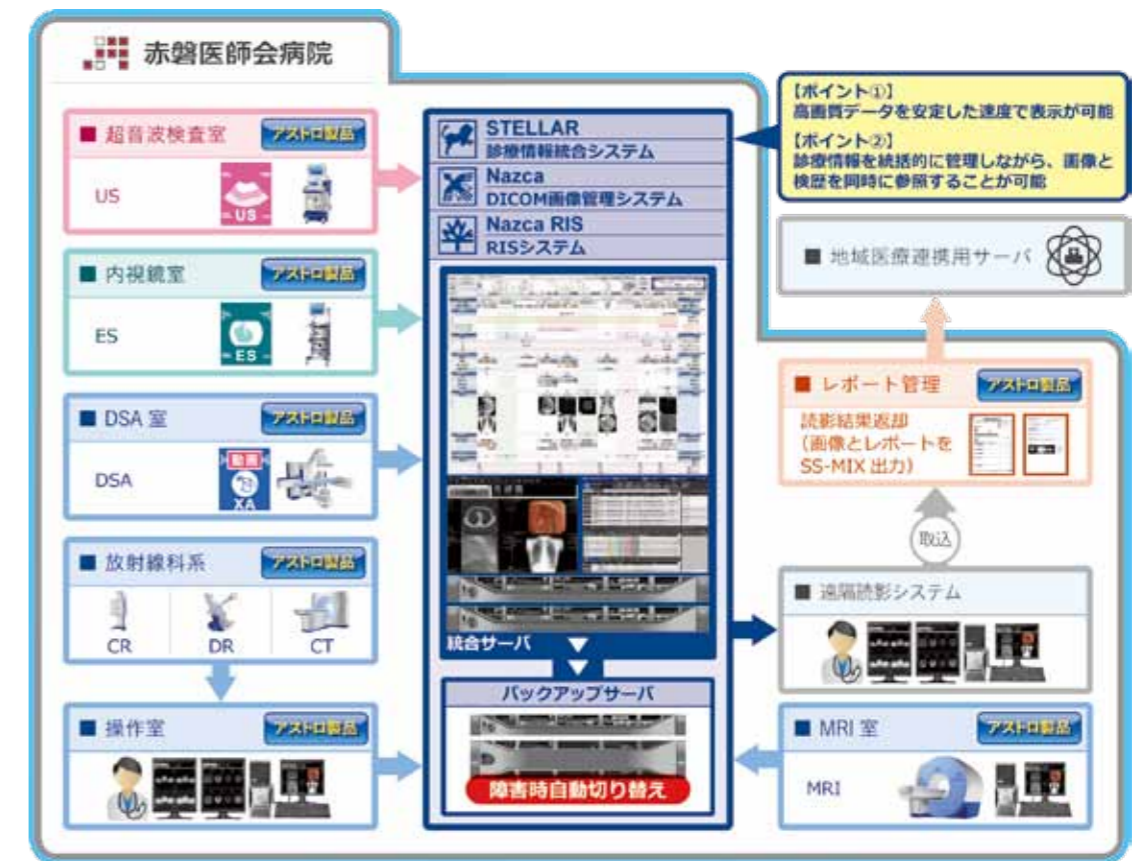 赤磐医師会病院
■ 超音波検査室
アストロ製品
US
US
■ 内視鏡室
アストロ製品
ES
ES
■ DSA 室
アストロ製品
DSA
動画
XA
■ 放射線科系
アストロ製品
CR
DR
CT
■ 操作室
アストロ製品
STELLAR
診療情報統合システム
Nazca
DICOM画像管理システム
Nazca RIS
RISシステム
統合サーバ
バックアップサーバ
障害時自動切り替え
【ポイント①】
高画質データを安定した速度で表示が可能
【ポイント②】
診療情報を統括的に管理しながら、画像と
検歴を同時に参照することが可能
■ 地域医療連携用サーバ
■ レポート管理
アストロ製品
読影結果返却
（画像とレポートを
SS-MIX 出力）
取込
■ 遠隔読影システム
■ MRI 室
アストロ製品
MRI